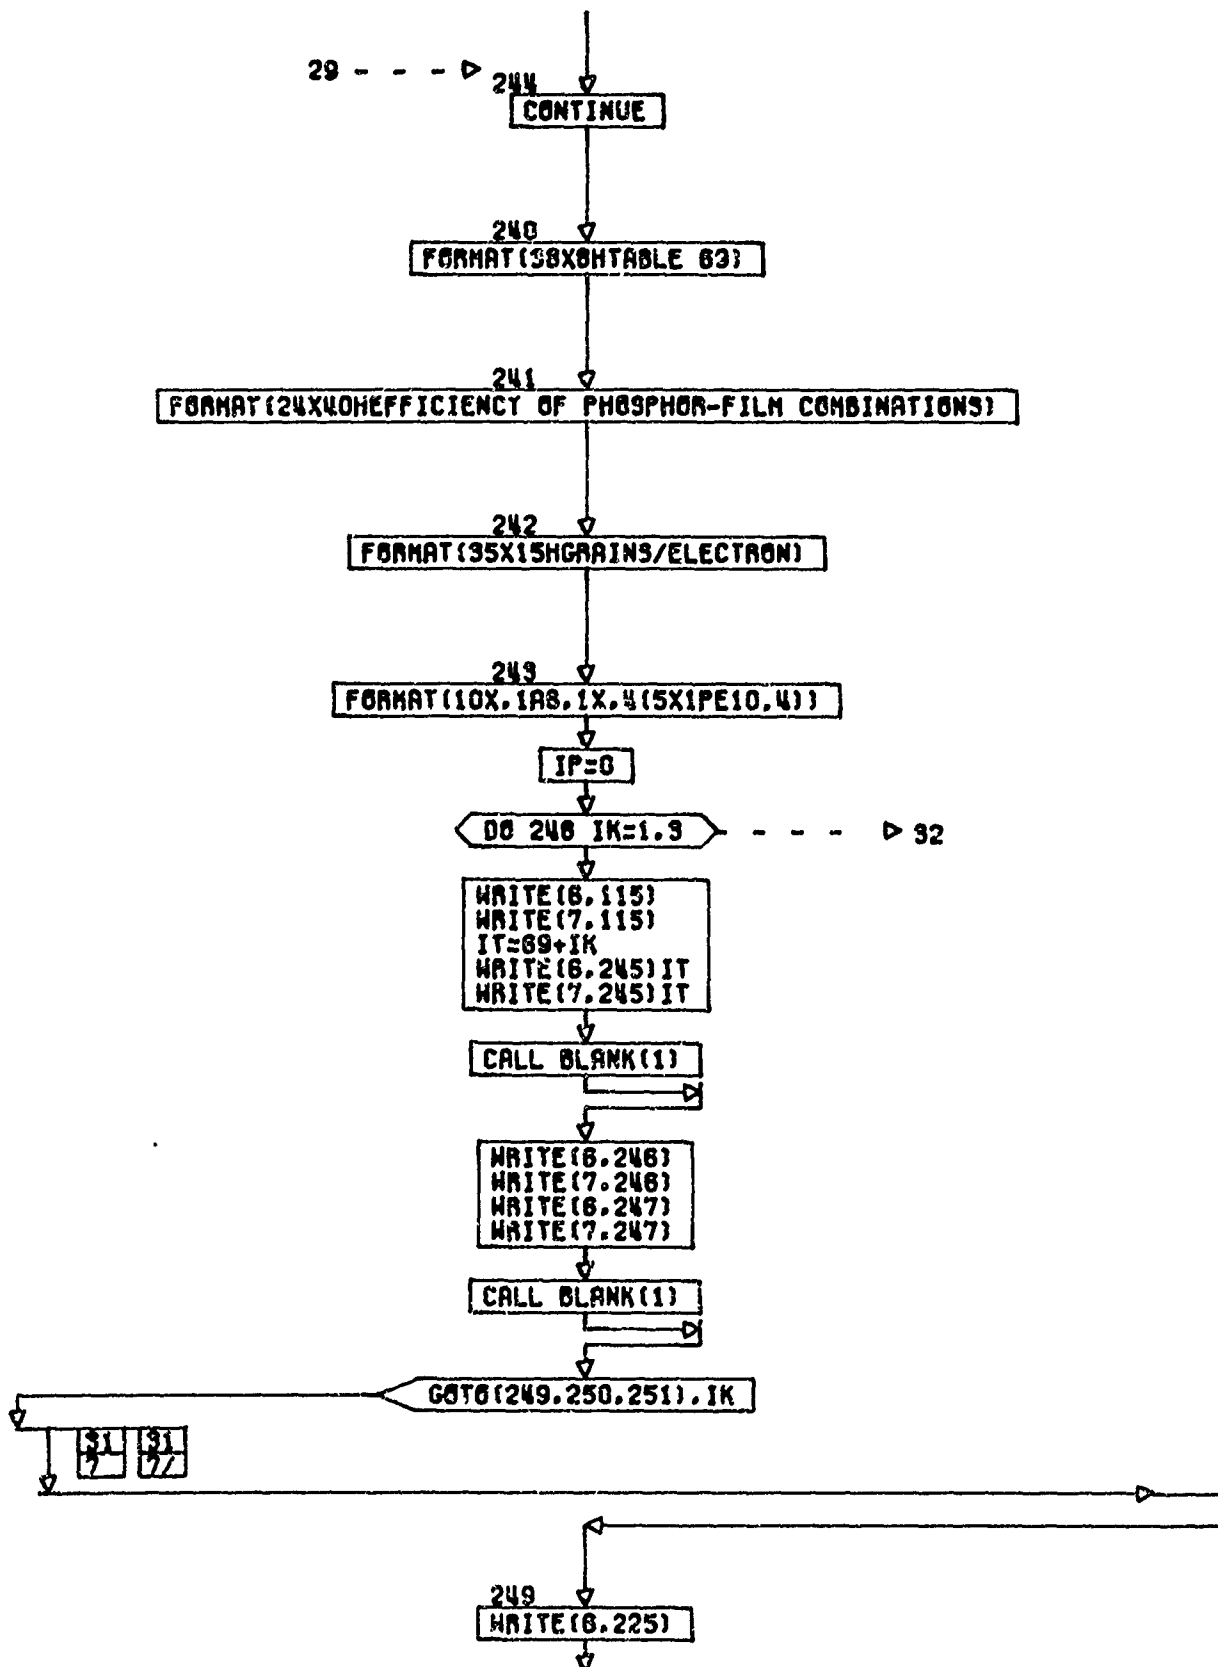 29
244
CONTINUE
240
FORMAT(38X8HTABLE 69)
241
FORMAT(24X40HEFFICIENCY OF PHOSPHOR-FILM COMBINATIONS)
242
FORMAT(35X15HGRAINS/ELECTRON)
243
FORMAT(10X,1A8,1X,4(5X1PE10.4))
IP=0
DO 248 IK=1,3
32
WRITE(6,115)
WRITE(7,115)
IT=69+IK
WRITE(6,245)IT
WRITE(7,245)IT
CALL BLANK(1)
WRITE(6,246)
WRITE(7,246)
WRITE(6,247)
WRITE(7,247)
CALL BLANK(1)
GOTO(249,250,251),IK
31 31
7 7/
249
WRITE(6,225)